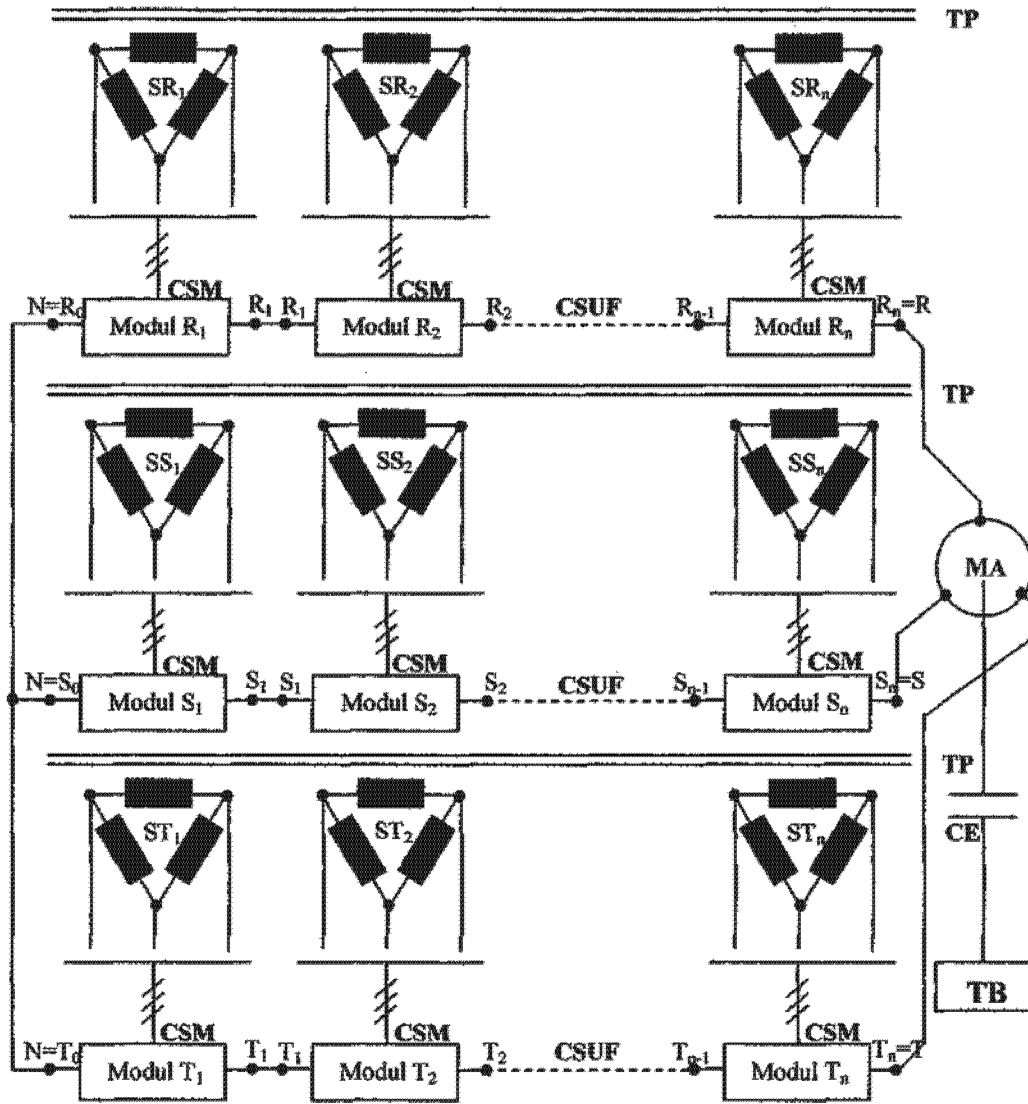 TP
SR₁ SR₂ SRₙ
CSM CSM CSM
N=R₀ Modul R₁ R₁ R₁ Modul R₂ R₂ CSUF Rₙ₋₁ Modul Rₙ Rₙ=R
TP
SS₁ SS₂ SSₙ
MA
CSM CSM CSM
N=S₀ Modul S₁ S₁ S₁ Modul S₂ S₂ CSUF Sₙ₋₁ Modul Sₙ Sₙ=S
TP
ST₁ ST₂ STₙ
CE
TB
CSM CSM CSM
N=T₀ Modul T₁ T₁ T₁ Modul T₂ T₂ CSUF Tₙ₋₁ Modul Tₙ Tₙ=T